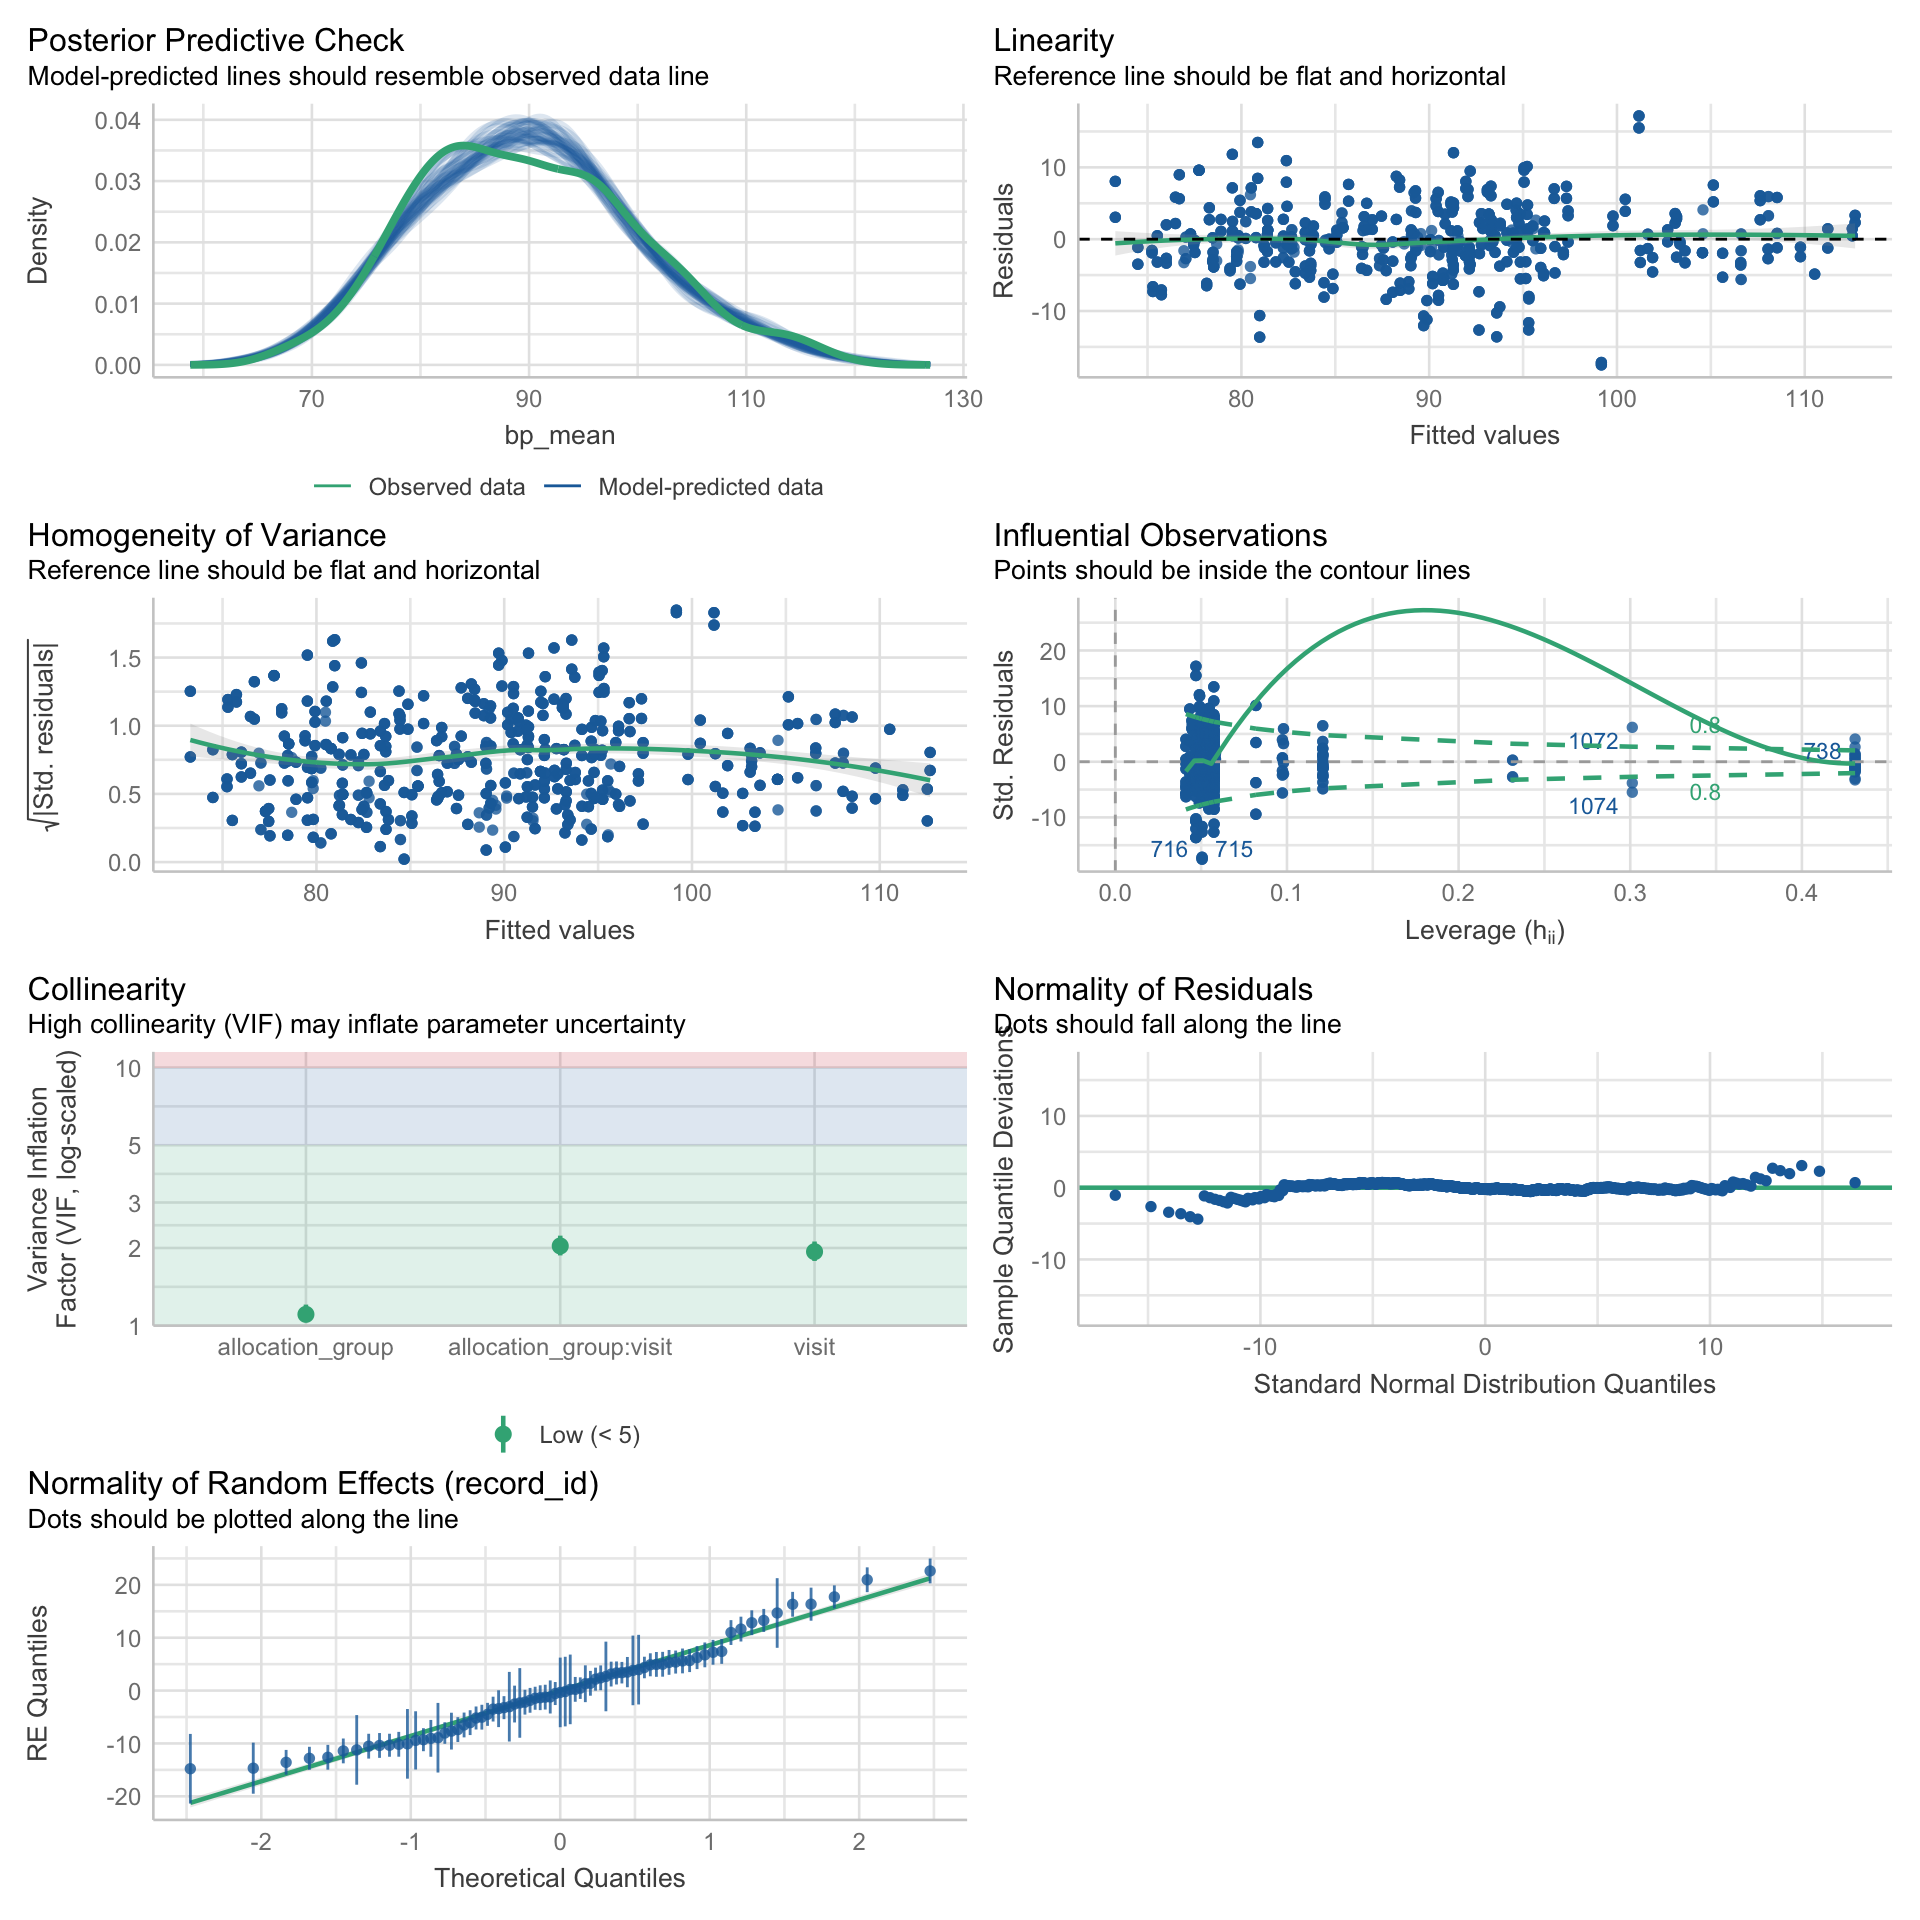 Posterior Predictive Check
Model-predicted lines should resemble observed data line
Density
0.04
0.03
0.02
0.01
0.00
70 90 110 130
bp_mean
Observed data Model-predicted data
Linearity
Reference line should be flat and horizontal
Residuals
10
0
-10
80 90 100 110
Fitted values
Homogeneity of Variance
Reference line should be flat and horizontal
√|Std. residuals|
1.5
1.0
0.5
0.0
80 90 100 110
Fitted values
Influential Observations
Points should be inside the contour lines
Std. Residuals
20
10
0
-10
0.8
1072
738
0.8
1074
716 715
0.0 0.1 0.2 0.3 0.4
Leverage (hii)
Collinearity
High collinearity (VIF) may inflate parameter uncertainty
Variance Inflation
Factor (VIF, log-scaled)
10
5
3
2
1
allocation_group allocation_group:visit visit
Low (< 5)
Normality of Residuals
Dots should fall along the line
Sample Quantile Deviations
10
0
-10
-10 0 10
Standard Normal Distribution Quantiles
Normality of Random Effects (record_id)
Dots should be plotted along the line
RE Quantiles
20
10
0
-10
-20
-2 -1 0 1 2
Theoretical Quantiles